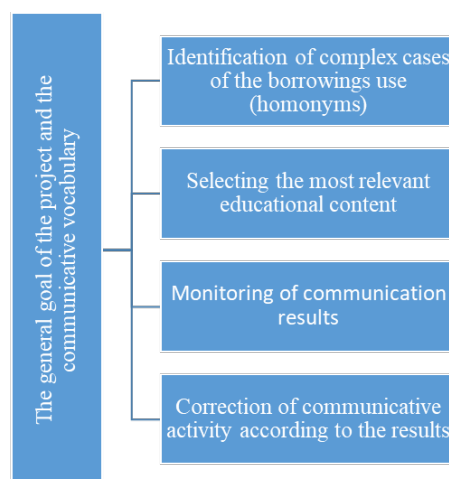 The general goal of the project and the
communicative vocabulary
Identification of complex cases
of the borrowings use
(homonyms)
Selecting the most relevant
educational content
Monitoring of communication
results
Correction of communicative
activity according to the results